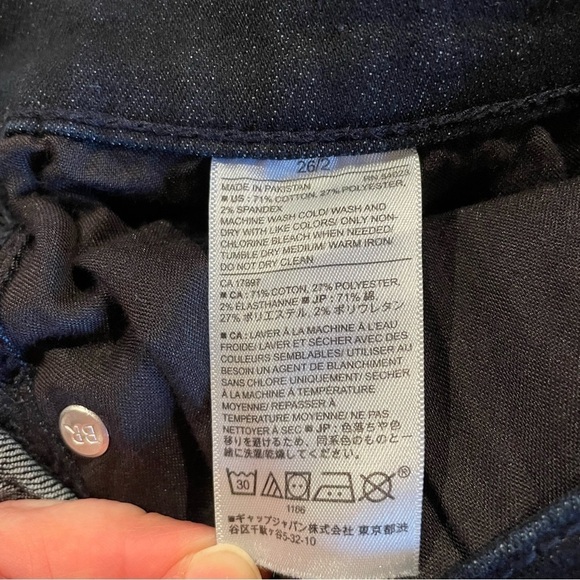 26/2
MADE IN PAKISTAN RN 54023
■ US : 71% COTTON, 27% POLYESTER,
2% SPANDEX
MACHINE WASH COLD/ WASH AND
DRY WITH LIKE COLORS/ ONLY NON-
CHLORINE BLEACH WHEN NEEDED/
TUMBLE DRY MEDIUM/ WARM IRON/
DO NOT DRY CLEAN
CA 17897
■ CA : 71% COTON, 27% POLYESTER,
2% ÉLASTHANNE ■ JP : 71% 綿,
27% ポリエステル, 2% ポリウレタン
■ CA : LAVER À LA MACHINE À L'EAU
FROIDE/ LAVER ET SÉCHER AVEC DES
COULEURS SEMBLABLES/ UTILISER AU
BESOIN UN AGENT DE BLANCHIMENT
SANS CHLORE UNIQUEMENT/ SÉCHER
À LA MACHINE À TEMPÉRATURE
MOYENNE/ REPASSER À
TEMPÉRATURE MOYENNE/ NE PAS
NETTOYER À SEC ■ JP : 色落ちや色
移りを避けるため、同系色のものと一
緒に洗濯/乾燥してください。
30 ®
1106
■ギャップジャパン株式会社 東京都渋
谷区千駄ヶ谷5-32-10
BR